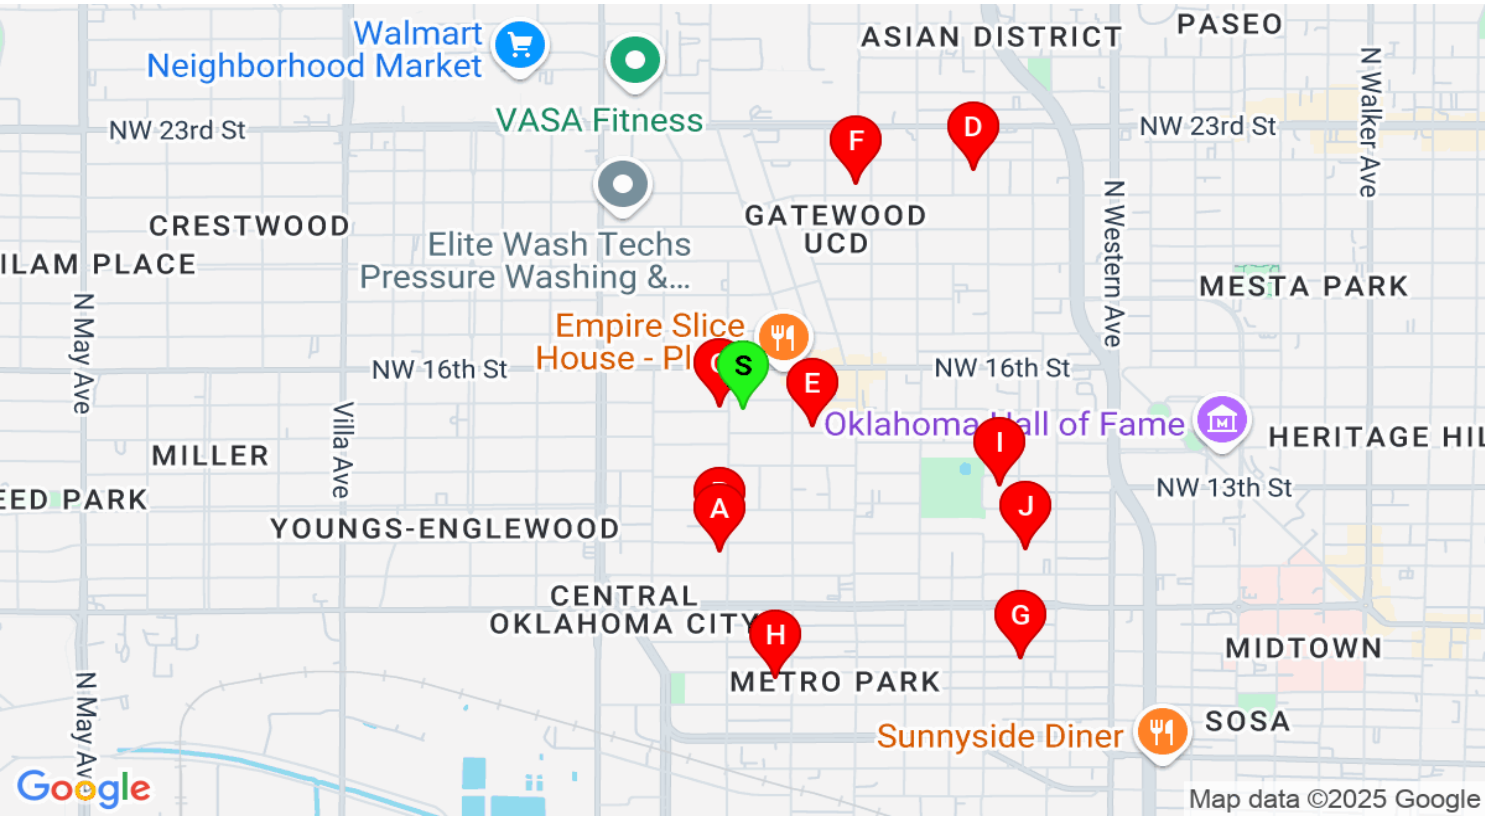 PASEO
ASIAN DISTRICT
Walmart
Neighborhood Market
VASA Fitness
NW 23rd St
NW 23rd St
N Walker Ave
F
D
CRESTWOOD
GATEWOOD
UCD
N Western Ave
Elite Wash Techs
Pressure Washing &...
ILAM PLACE
MESTA PARK
N May Ave
Empire Slice
House - Pl
NW 16th St
NW 16th St
S
E
Oklahoma Hall of Fame
HERITAGE HIL
I
MILLER
Villa Ave
EED PARK
NW 13th St
A
J
YOUNGS-ENGLEWOOD
CENTRAL
OKLAHOMA CITY
G
H
METRO PARK
MIDTOWN
N May Av
SOSA
Sunnyside Diner
Google
Map data ©2025 Google